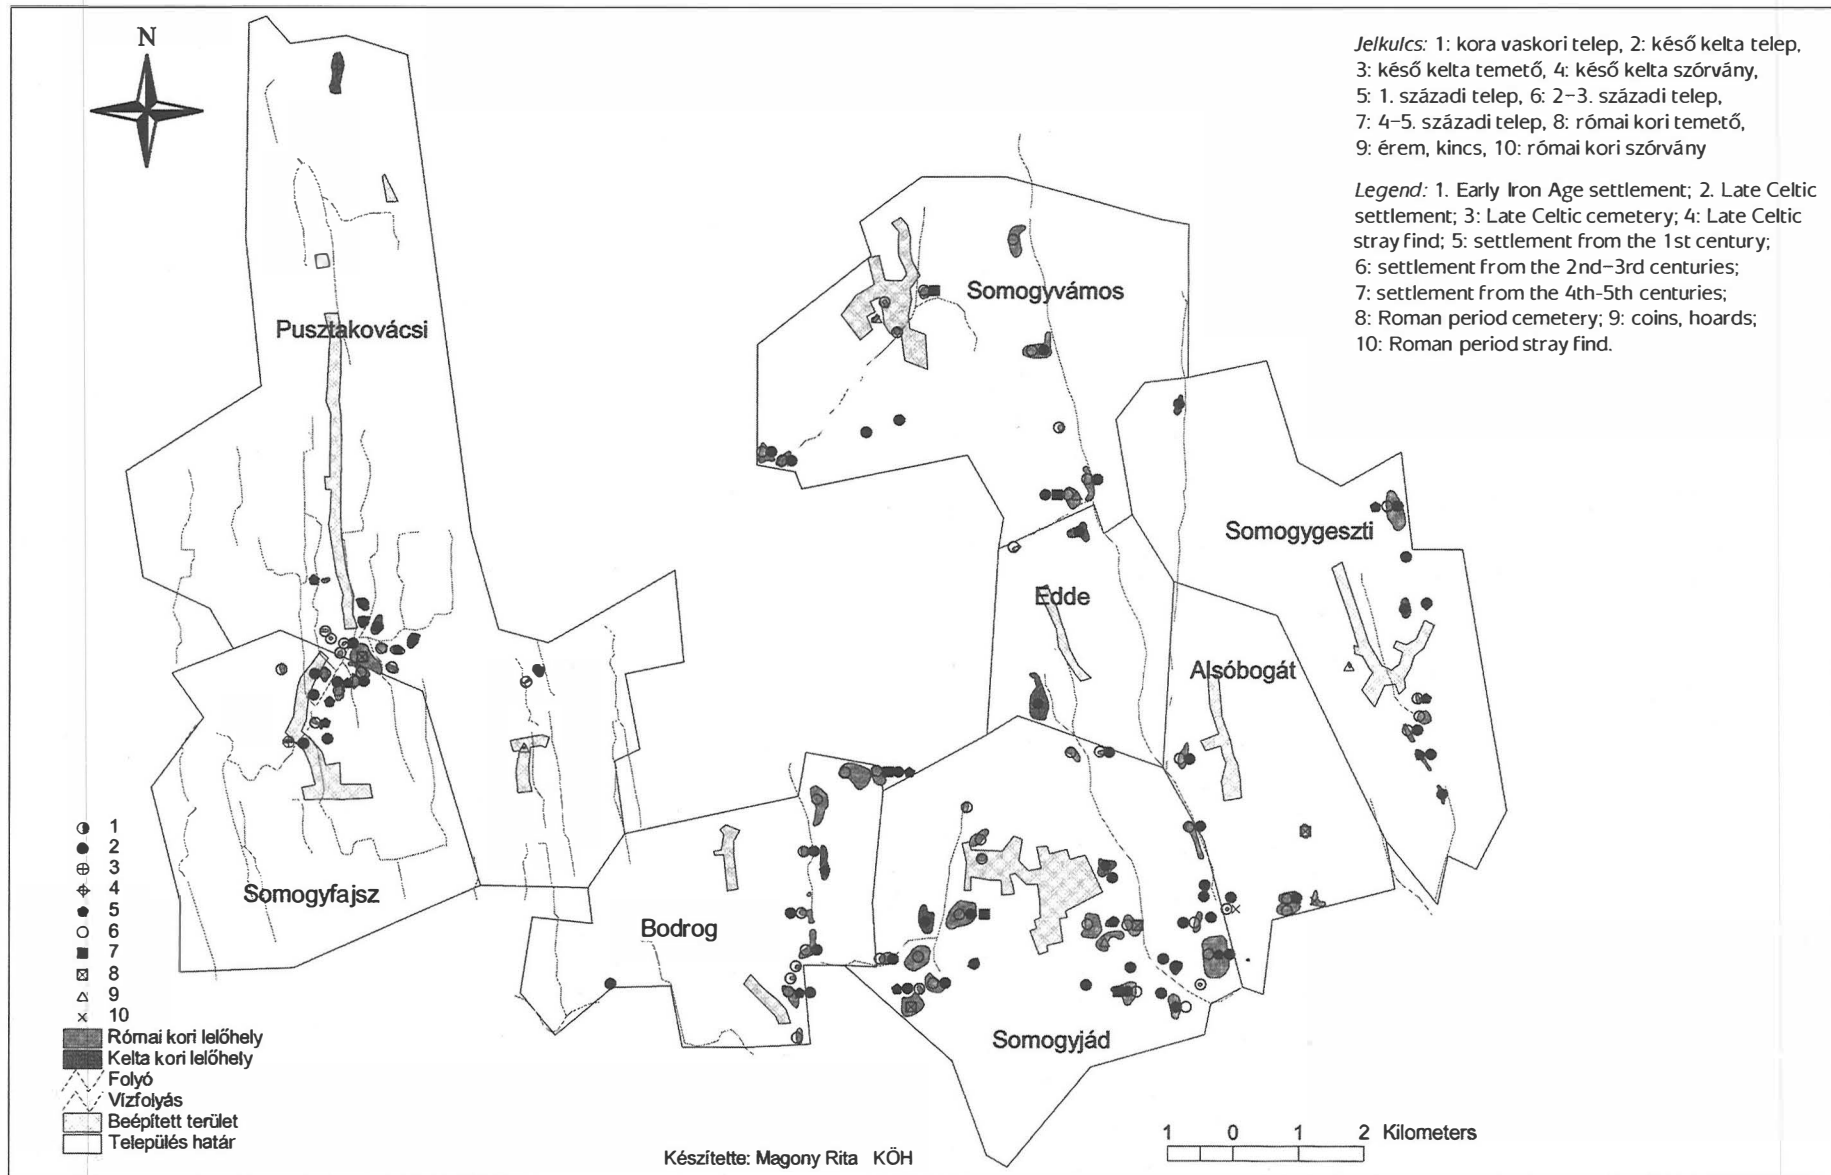 N
Jelkulcs: 1: kora vaskori telep, 2: késő kelta telep,
3: késő kelta temető, 4: késő kelta szórvány,
5: 1. századi telep, 6: 2–3. századi telep,
7: 4–5. századi telep, 8: római kori temető,
9: érem, kincs, 10: római kori szórvány
Legend: 1. Early Iron Age settlement; 2. Late Celtic
settlement; 3: Late Celtic cemetery; 4: Late Celtic
stray find; 5: settlement from the 1st century;
6: settlement from the 2nd–3rd centuries;
7: settlement from the 4th-5th centuries;
8: Roman period cemetery; 9: coins, hoards;
10: Roman period stray find.
Somogyvámos
Pusztakovácsi
Somogygeszti
Edde
Alsóbogát
Somogyfajsz
Bodrog
Somogyjád
1
2
3
4
5
6
7
8
9
10
Római kori lelőhely
Kelta kori lelőhely
Folyó
Vízfolyás
Beépített terület
Település határ
Készítette: Magony Rita KÖH
1 0 1 2 Kilometers